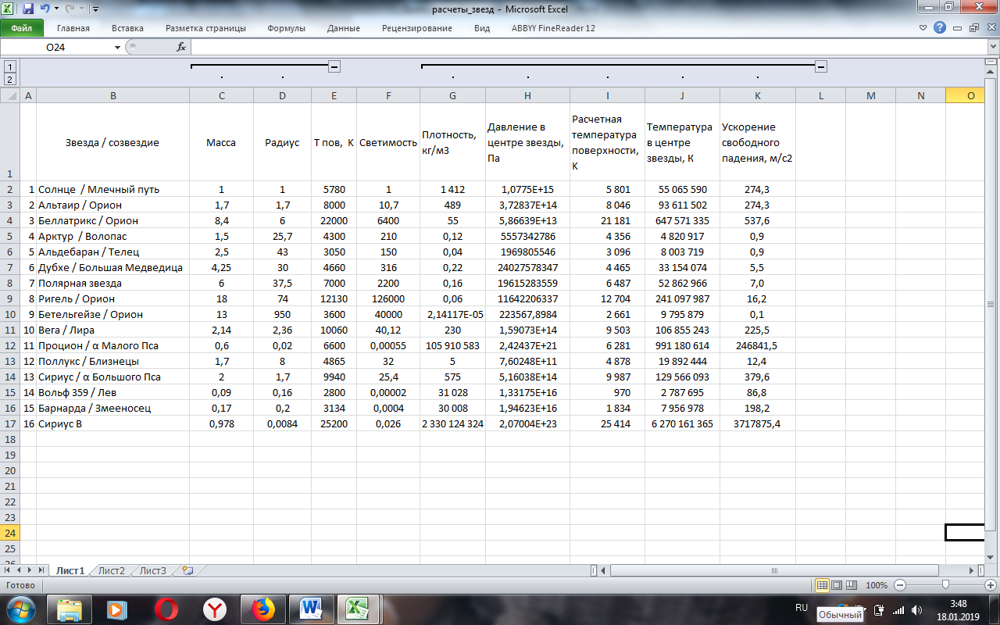 расчеты_звезд - Microsoft Excel
Файл Главная Вставка Разметка страницы Формулы Данные Рецензирование Вид ABBYY FineReader 12
O24 fx
1
2
A B C D E F G H I J K L M N O
1 Звезда / созвездие Масса Радиус Т пов, К Светимость Плотность, кг/м3 Давление в центре звезды, Па Расчетная температура поверхности, К Температура в центре звезды, К Ускорение свободного падения, м/с2
2 1 Солнце / Млечный путь 1 1 5780 1 1 412 1,0775E+15 5 801 55 065 590 274,3
3 2 Альтаир / Орион 1,7 1,7 8000 10,7 489 3,72837E+14 8 046 93 611 502 274,3
4 3 Беллатрикс / Орион 8,4 6 22000 6400 55 5,86639E+13 21 181 647 571 335 537,6
5 4 Арктур / Волопас 1,5 25,7 4300 210 0,12 5557342786 4 356 4 820 917 0,9
6 5 Альдебаран / Телец 2,5 43 3050 150 0,04 1969805546 3 096 8 003 719 0,9
7 6 Дубхе / Большая Медведица 4,25 30 4660 316 0,22 24027578347 4 465 33 154 074 5,5
8 7 Полярная звезда 6 37,5 7000 2200 0,16 19615283559 6 487 52 862 966 7,0
9 8 Ригель / Орион 18 74 12130 126000 0,06 11642206337 12 704 241 097 987 16,2
10 9 Бетельгейзе / Орион 13 950 3600 40000 2,14117E-05 223567,8984 2 661 9 795 879 0,1
11 10 Вега / Лира 2,14 2,36 10060 40,12 230 1,59073E+14 9 503 106 855 243 225,5
12 11 Процион / α Малого Пса 0,6 0,02 6600 0,00055 105 910 583 2,42437E+21 6 281 991 180 614 246841,5
13 12 Поллукс / Близнецы 1,7 8 4865 32 5 7,60248E+11 4 878 19 892 444 12,4
14 13 Сириус / α Большого Пса 2 1,7 9940 25,4 575 5,16038E+14 9 987 129 566 093 379,6
15 14 Вольф 359 / Лев 0,09 0,16 2800 0,00002 31 028 1,33175E+16 970 2 787 695 86,8
16 15 Барнарда / Змееносец 0,17 0,2 3134 0,0004 30 008 1,94623E+16 1 834 7 956 978 198,2
17 16 Сириус В 0,978 0,0084 25200 0,026 2 330 124 324 2,07004E+23 25 414 6 270 161 365 3717875,4
18
19
20
21
22
23
24
25
26
Лист1 Лист2 Лист3
Готово 100%
RU 3:48
Обычный 18.01.2019